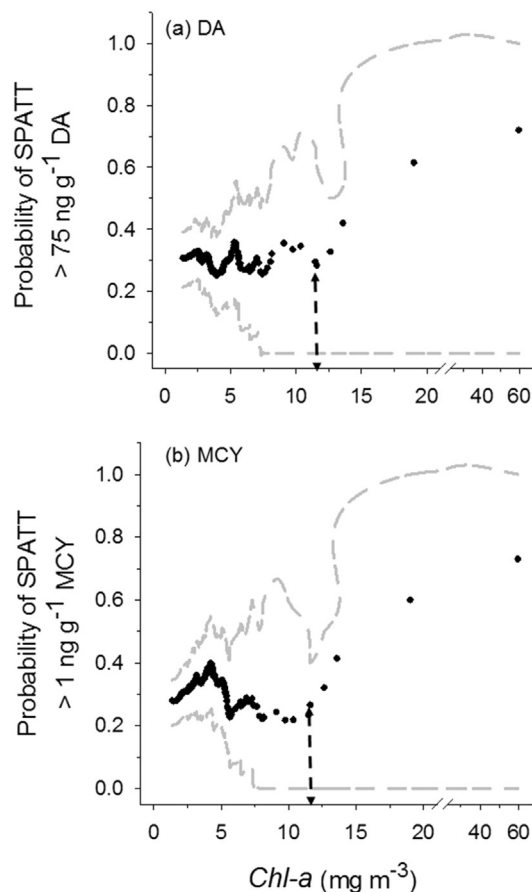 (a) DA
Probability of SPATT
> 75 ng g⁻¹ DA
1.0
0.8
0.6
0.4
0.2
0.0
0 5 10 15 20 40 60
(b) MCY
Probability of SPATT
> 1 ng g⁻¹ MCY
1.0
0.8
0.6
0.4
0.2
0.0
0 5 10 15 20 40 60
Chl-a (mg m⁻³)